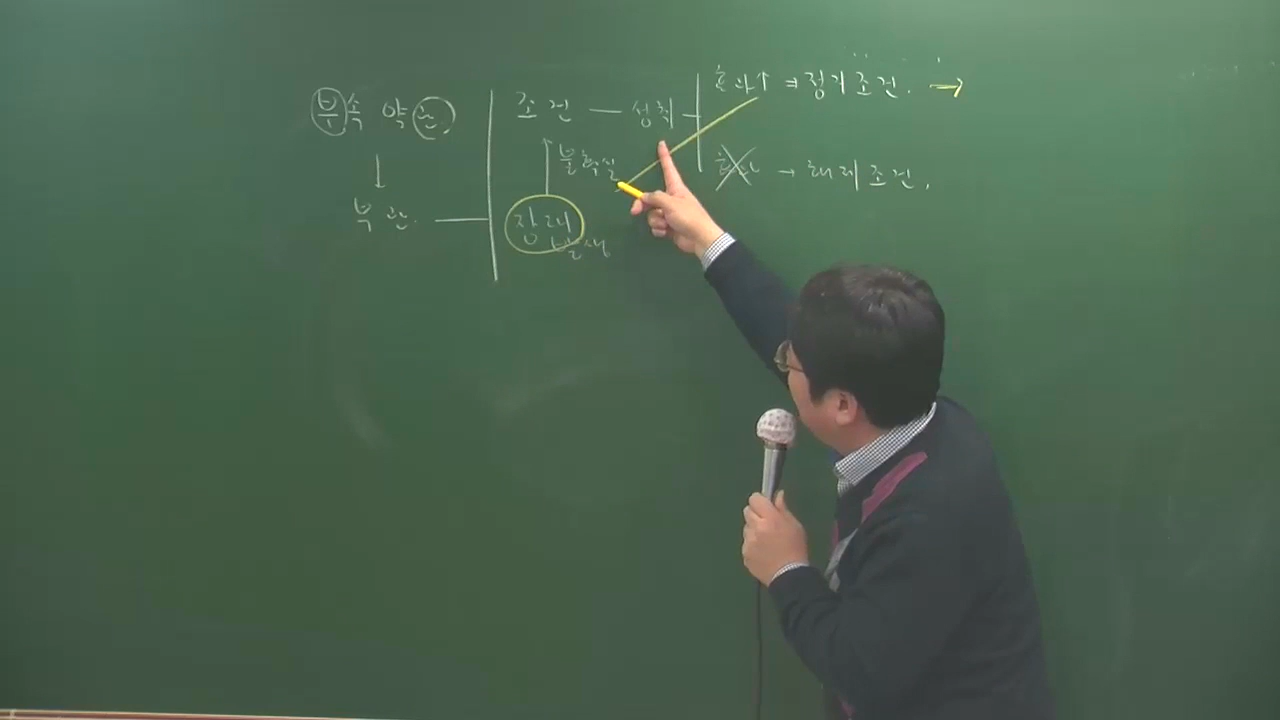 효과↑ ⇒ 정지조건. →
부속 약관 조건 — 성취
불확실
효과 → 해제조건.
부관. — 장래
발생